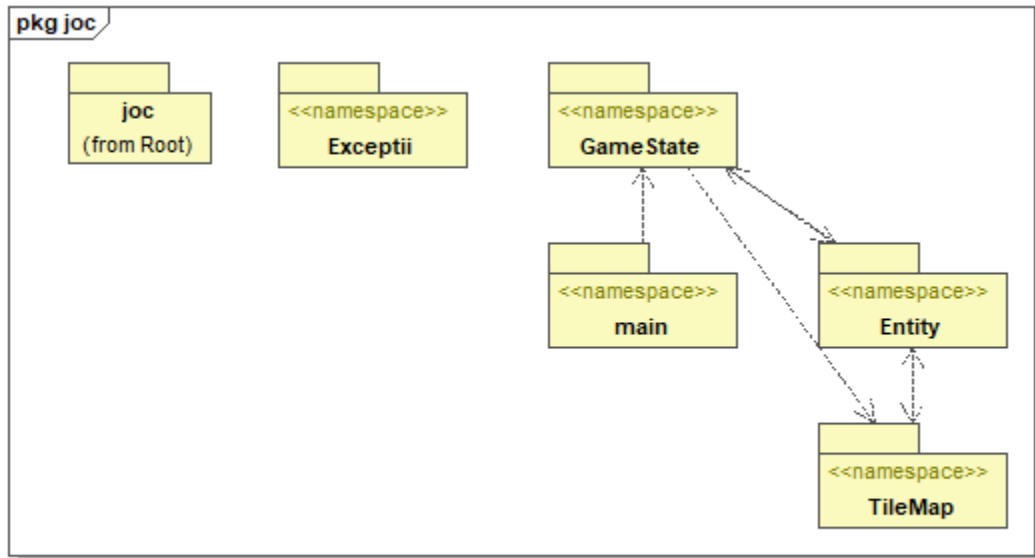 pkg joc
joc
(from Root)
<<namespace>>
Exceptii
<<namespace>>
GameState
<<namespace>>
main
<<namespace>>
Entity
<<namespace>>
TileMap